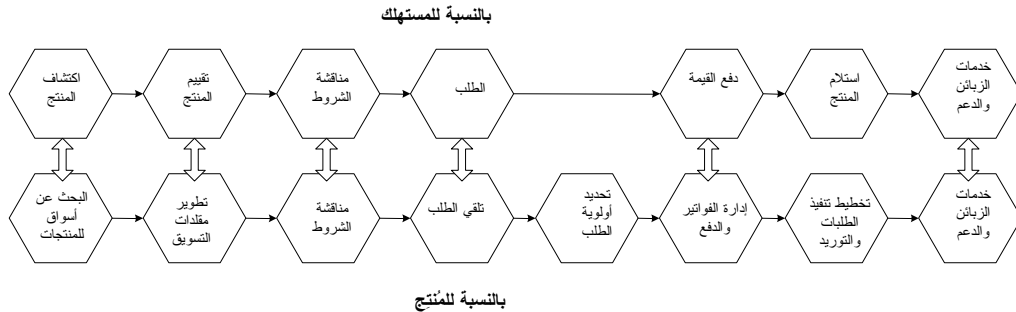 بالنسبة للمستهلك
اكتشاف
المنتج
تقييم
المنتج
مناقشة
الشروط
الطلب
دفع القيمة
استلام
المنتج
خدمات
الزبائن
والدعم
البحث عن
أسواق
للمنتجات
تطوير
مقلدات
التسويق
مناقشة
الشروط
تلقي الطلب
تحديد
أولوية
الطلب
إدارة الفواتير
والدفع
تخطيط تنفيذ
الطلبات
والتوريد
خدمات
الزبائن
والدعم
بالنسبة للمُنتِج